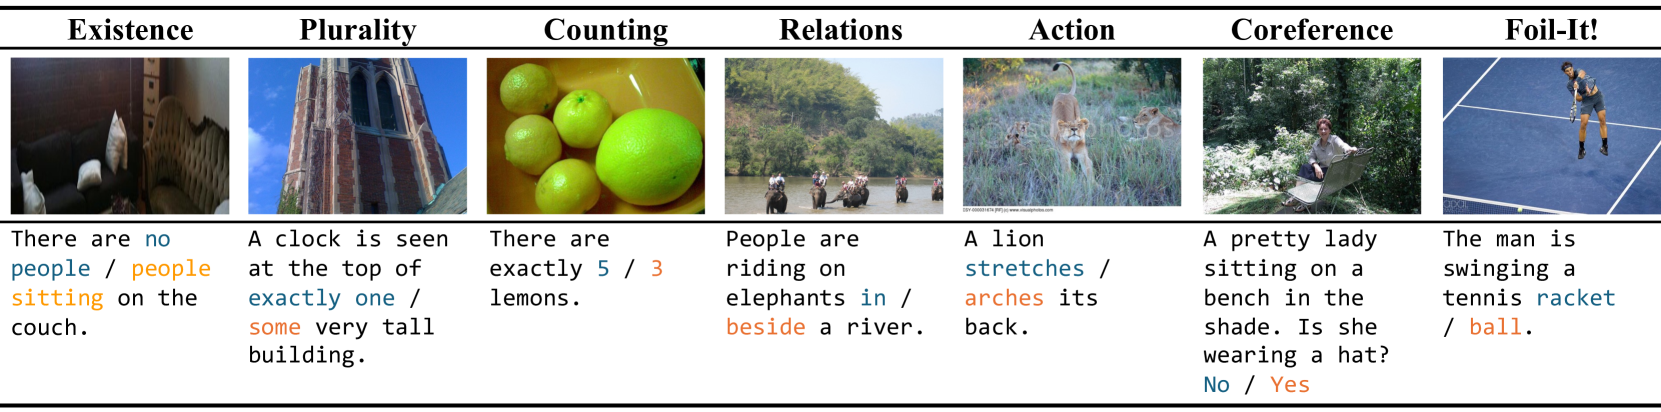 Existence Plurality Counting Relations Action Coreference Foil-It!
There are no
people / people
sitting on the
couch.
A clock is seen
at the top of
exactly one /
some very tall
building.
There are
exactly 5 / 3
lemons.
People are
riding on
elephants in /
beside a river.
A lion
stretches /
arches its
back.
A pretty lady
sitting on a
bench in the
shade. Is she
wearing a hat?
No / Yes
The man is
swinging a
tennis racket
/ ball.